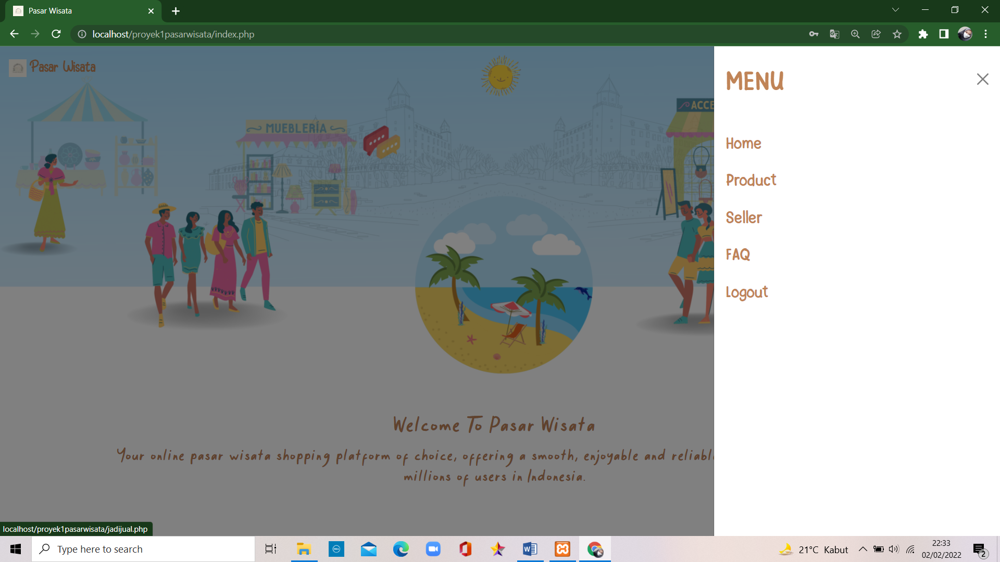 Pasar Wisata
localhost/proyek1pasarwisata/index.php
Pasar Wisata
MUEBLERÍA
ACCE
MENU
Home
Product
Seller
FAQ
Logout
Welcome To Pasar Wisata
Your online pasar wisata shopping platform of choice, offering a smooth, enjoyable and reliabl
millions of users in Indonesia.
localhost/proyek1pasarwisata/jadijual.php
Type here to search
21°C Kabut
22:33
02/02/2022
2